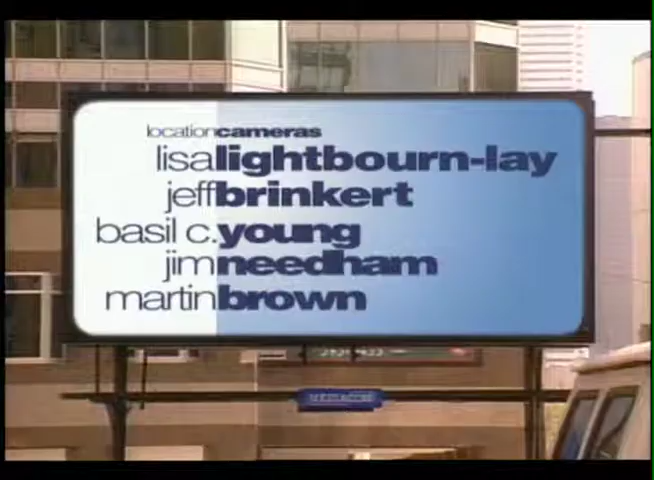 locationcameras
lisalightbourn-lay
jeffbrinkert
basil c.young
jimneedham
martinbrown